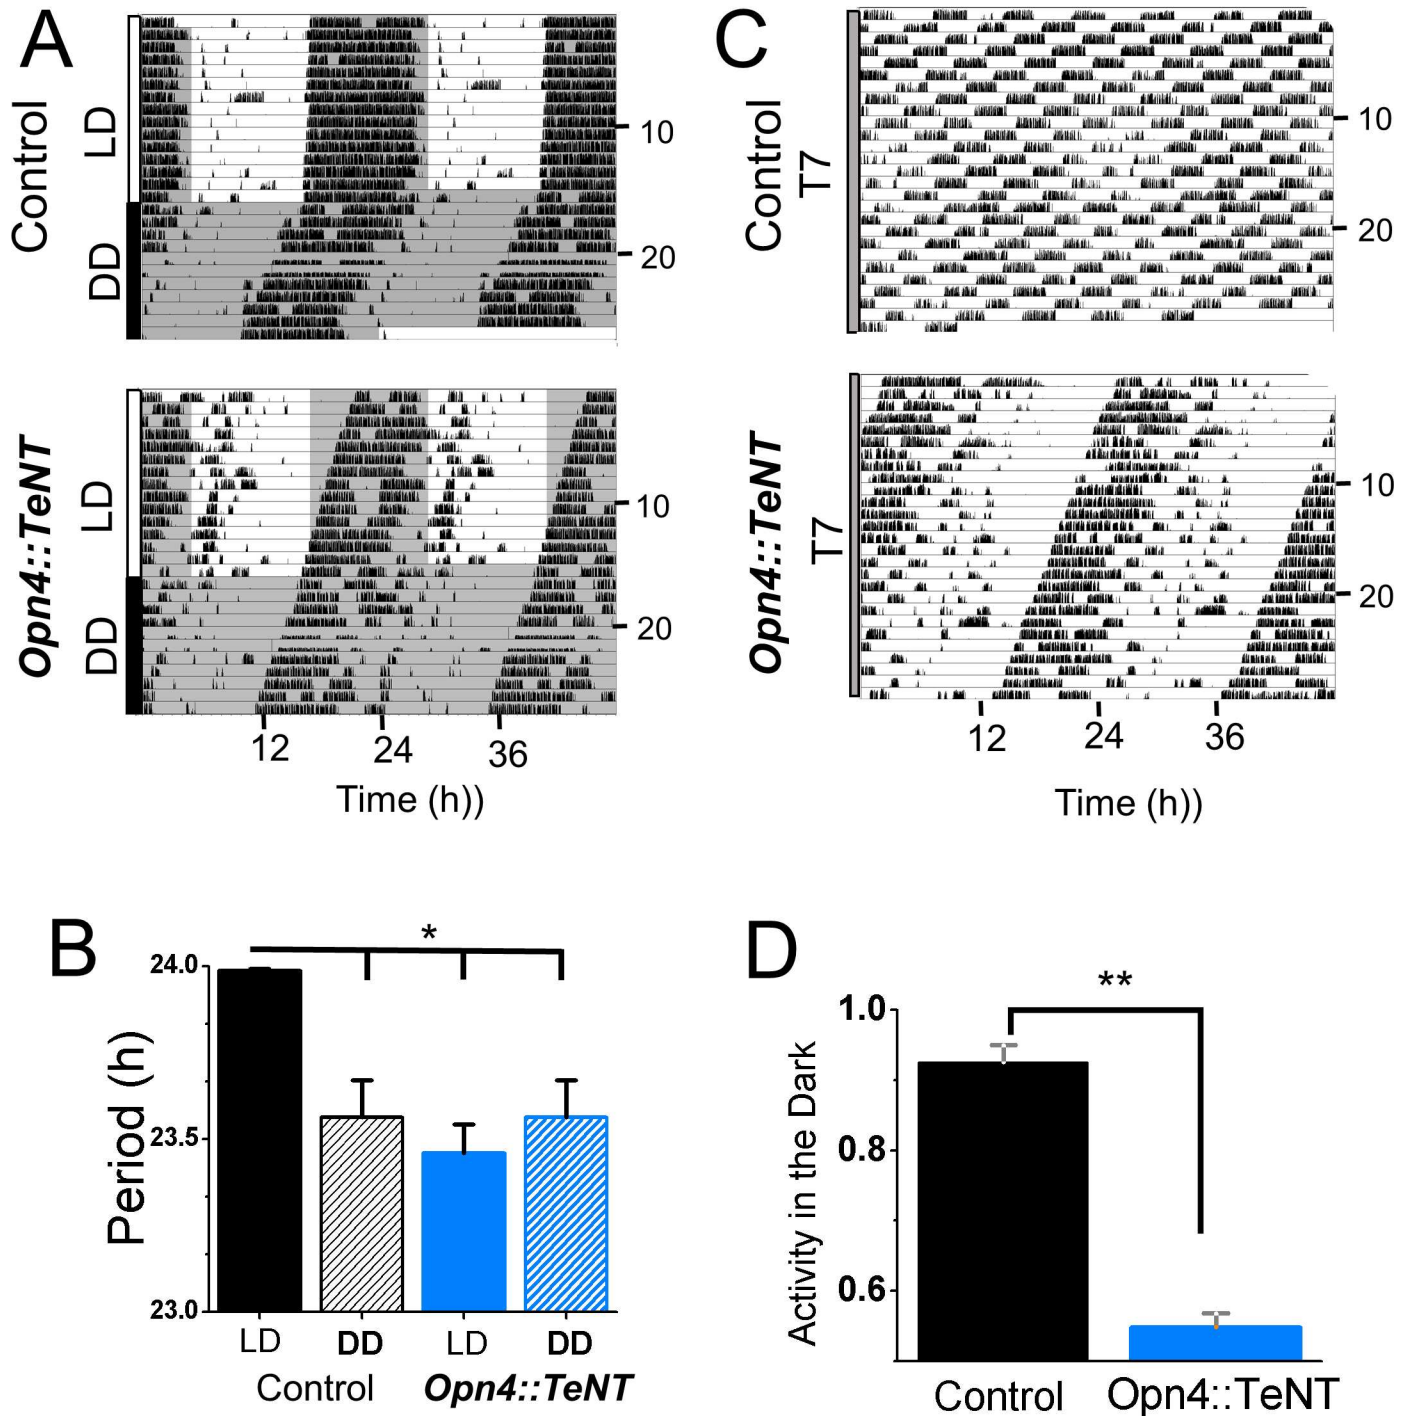 A
Control
LD
DD
10
20
Opn4::TeNT
LD
DD
10
20
12
24
36
Time (h))
C
Control
T7
10
20
Opn4::TeNT
T7
10
20
12
24
36
Time (h))
B
*
Period (h)
24.0
23.5
23.0
LD
DD
LD
DD
Control
Opn4::TeNT
D
**
Activity in the Dark
1.0
0.8
0.6
Control
Opn4::TeNT